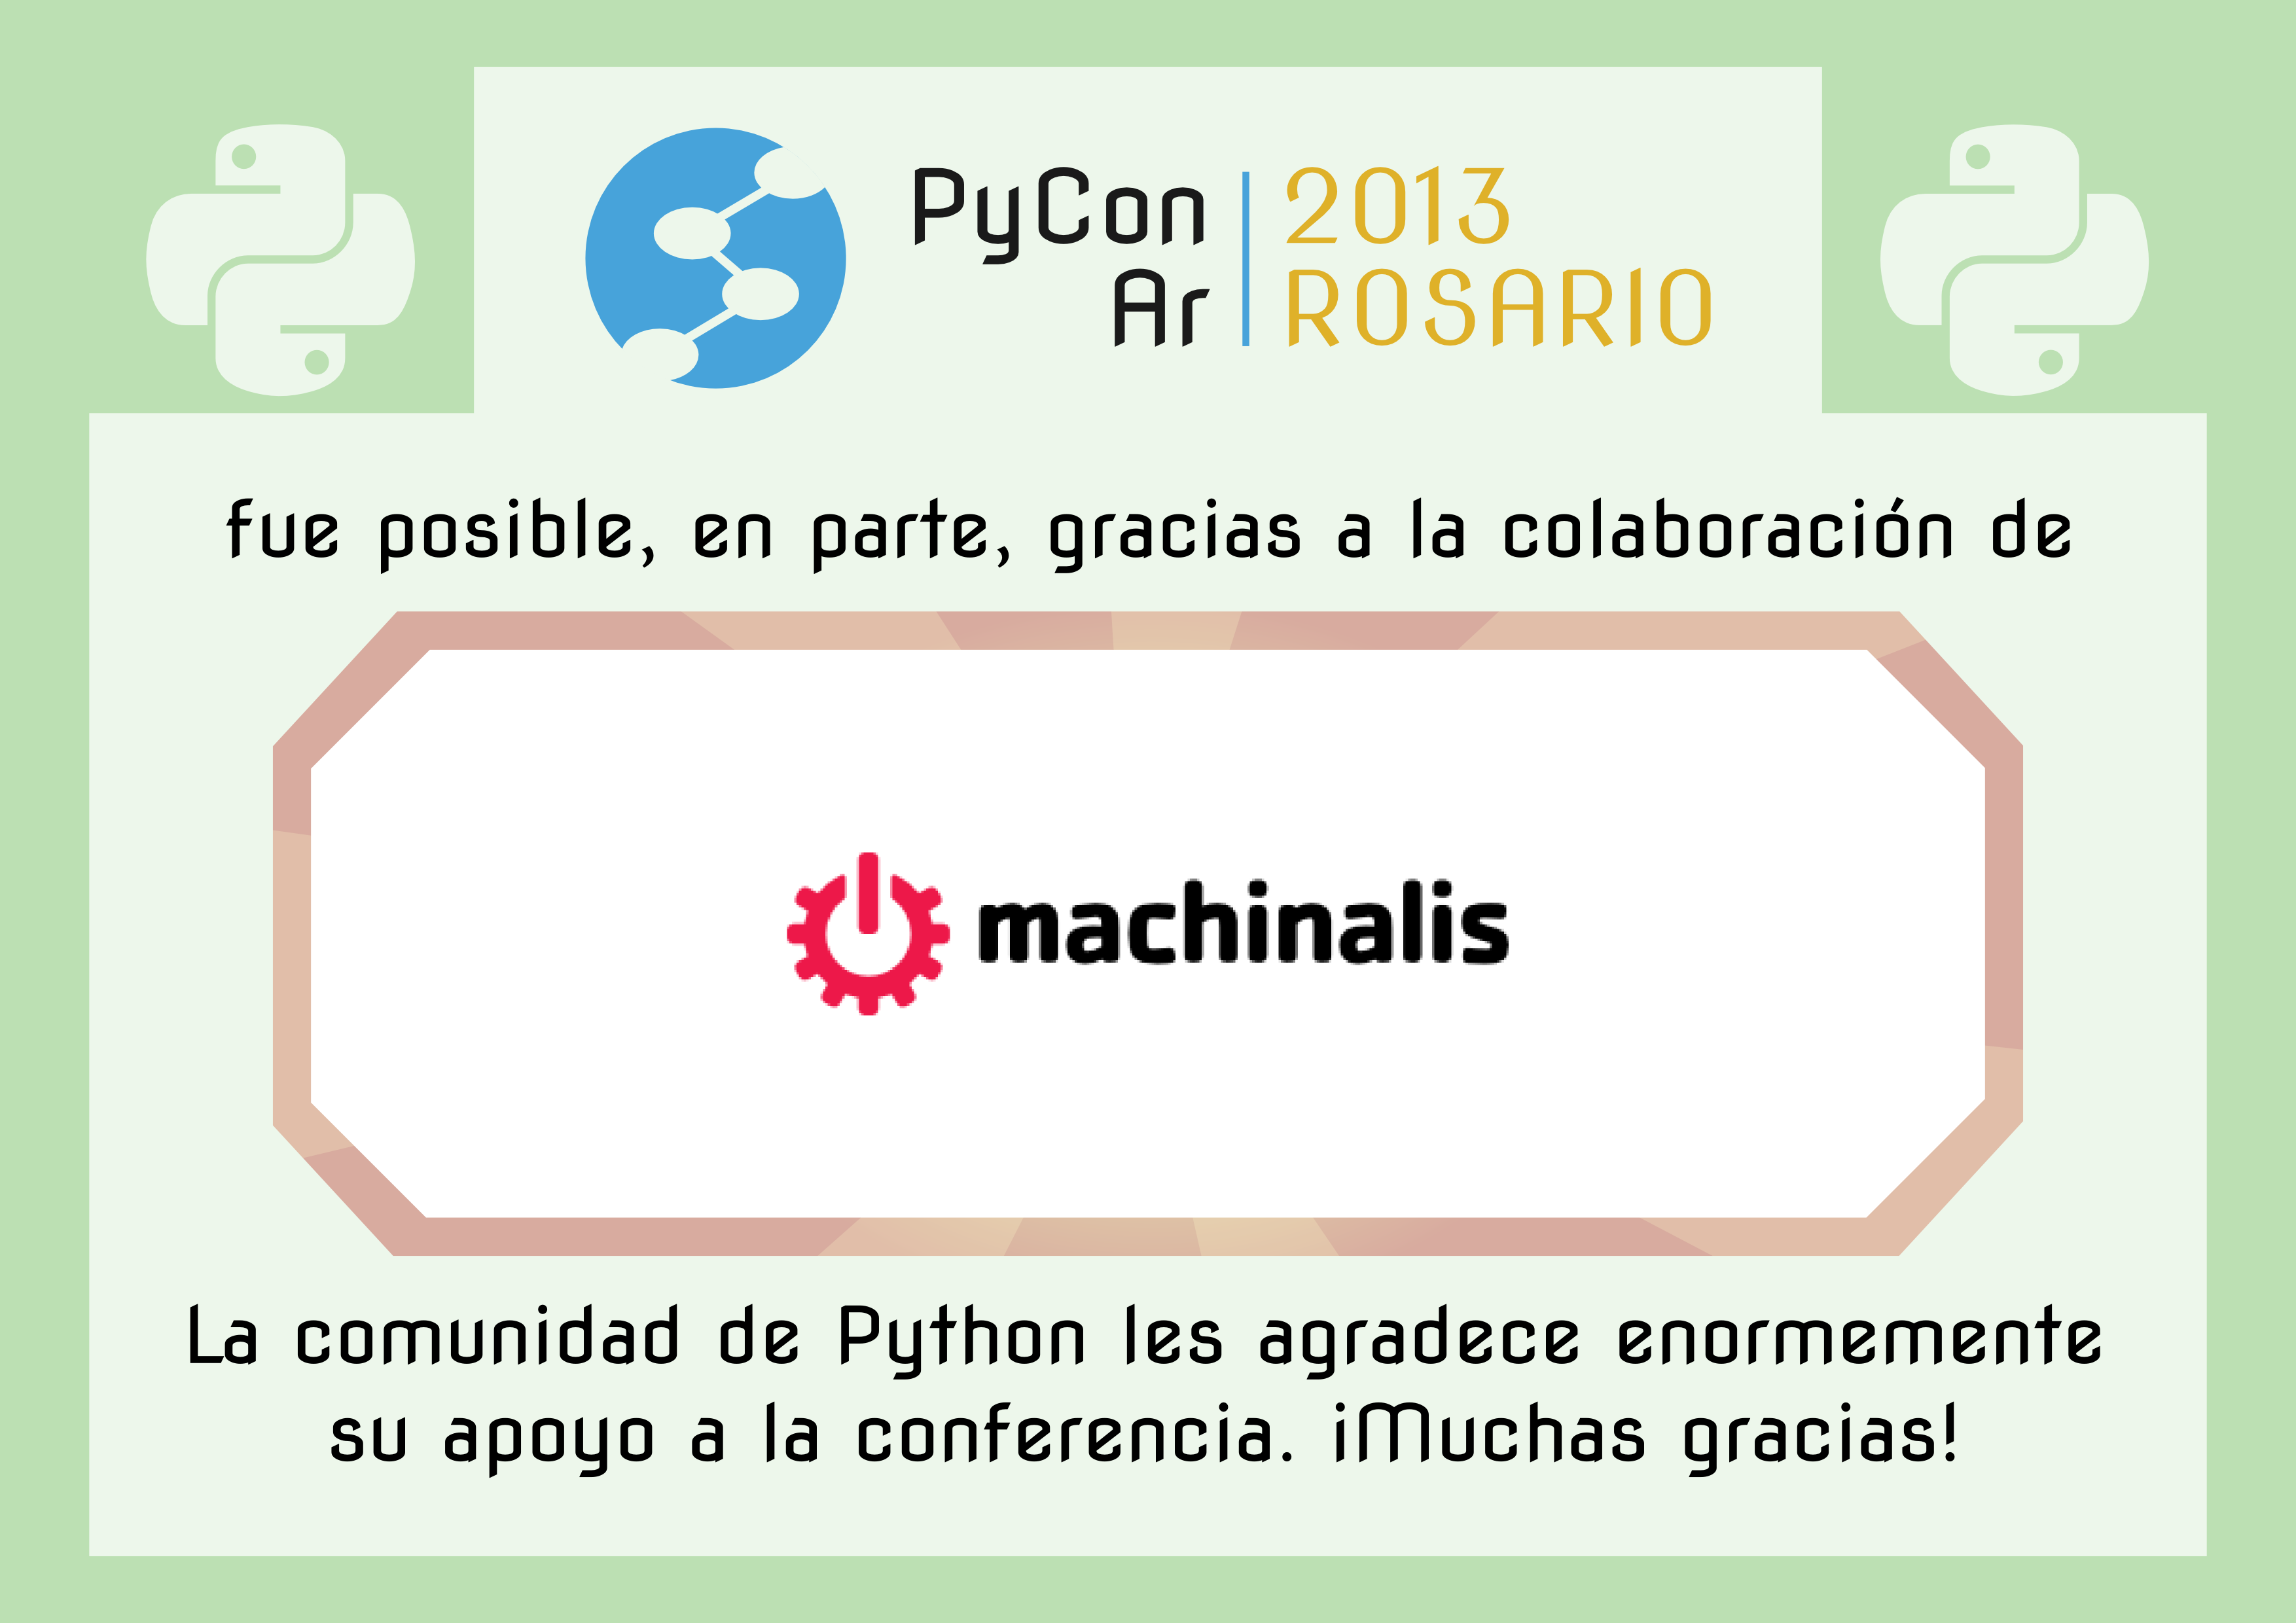 PyCon Ar
2013 ROSARIO
fue posible, en parte, gracias a la colaboración de
machinalis
La comunidad de Python les agradece enormemente
su apoyo a la conferencia. ¡Muchas gracias!